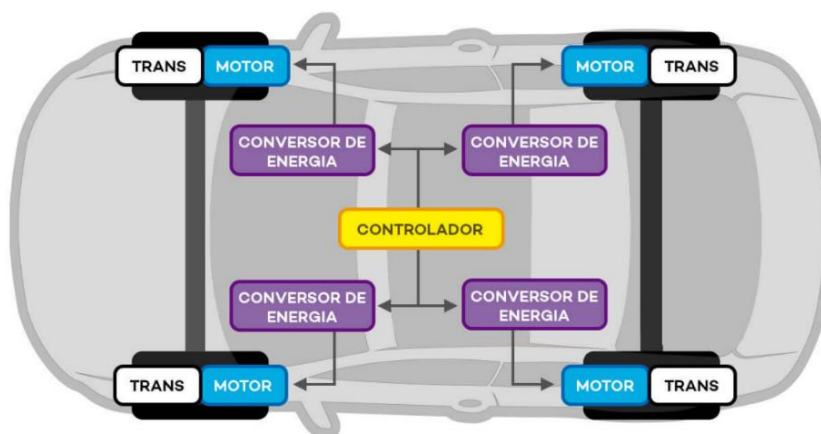 TRANS MOTOR
MOTOR TRANS
CONVERSOR DE
ENERGIA
CONVERSOR DE
ENERGIA
CONTROLADOR
CONVERSOR DE
ENERGIA
CONVERSOR DE
ENERGIA
TRANS MOTOR
MOTOR TRANS